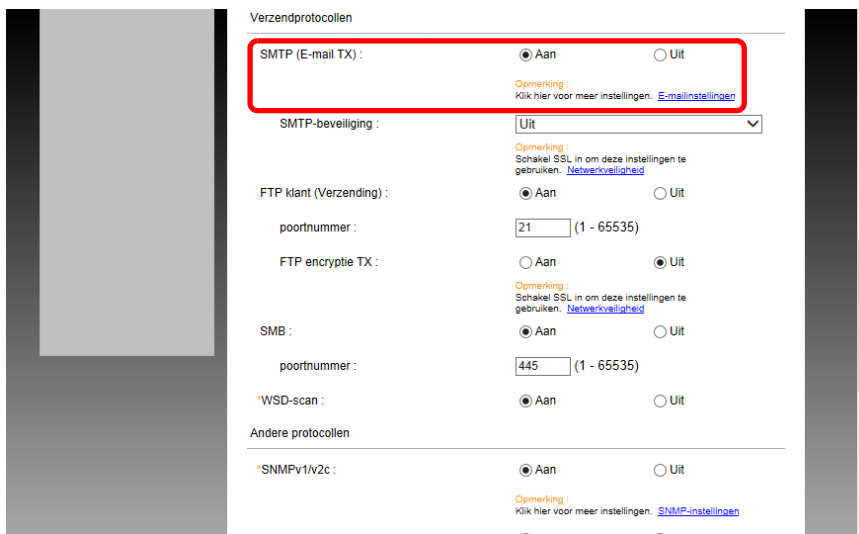 Verzendprotocollen
SMTP (E-mail TX) : Aan Uit
Opmerking :
Klik hier voor meer instellingen. E-mailinstellingen
SMTP-beveiliging : Uit
Opmerking :
Schakel SSL in om deze instellingen te
gebruiken. Netwerkveiligheid
FTP klant (Verzending) : Aan Uit
poortnummer : 21 (1 - 65535)
FTP encryptie TX : Aan Uit
Opmerking :
Schakel SSL in om deze instellingen te
gebruiken. Netwerkveiligheid
SMB : Aan Uit
poortnummer : 445 (1 - 65535)
*WSD-scan : Aan Uit
Andere protocollen
*SNMPv1/v2c : Aan Uit
Opmerking :
Klik hier voor meer instellingen. SNMP-instellingen